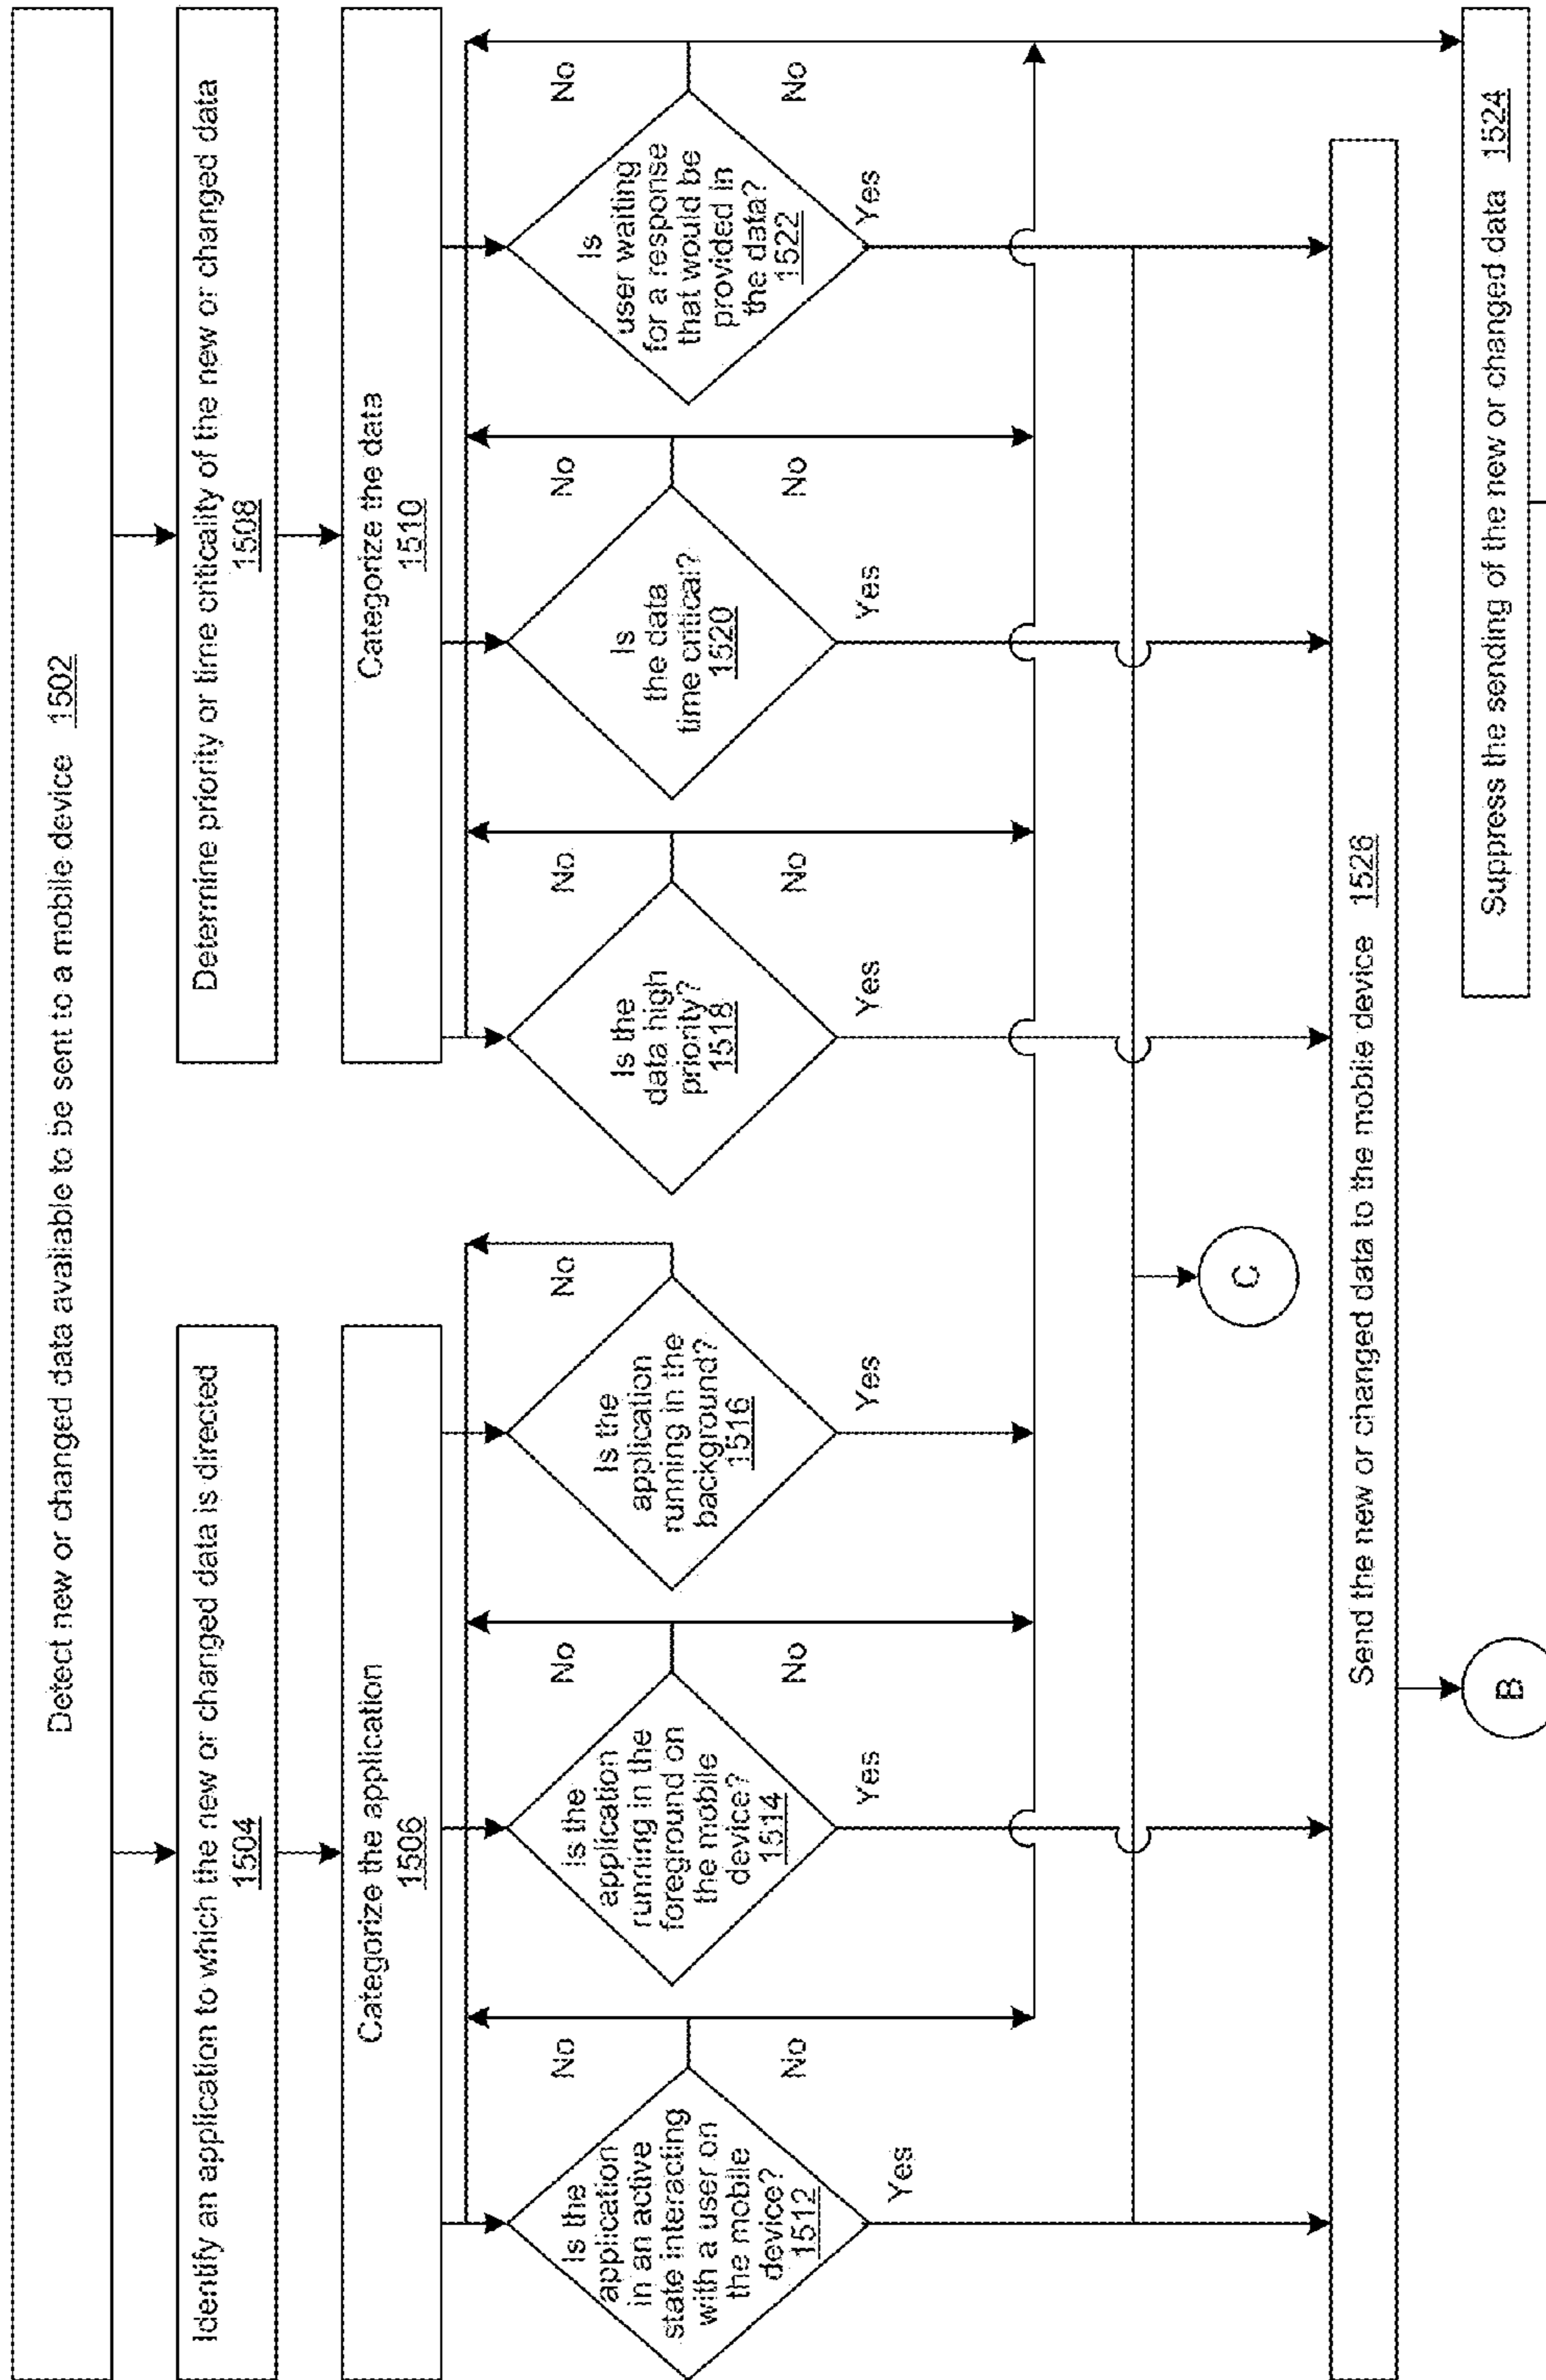 Detect new or changed data available to be sent to a mobile device 1502
Identify an application to which the new or changed data is directed
1504
Determine priority or time criticality of the new or changed data
1508
Categorize the application
1506
Categorize the data
1510
Is the
application
in an active
state interacting
with a user on
the mobile
device?
1512
No
No
Yes
Is the
application
running in the
foreground on
the mobile
device?
1514
No
No
Yes
Is the
application
running in the
background?
1516
No
Yes
Is the
data high
priority?
1518
No
No
Yes
Is
the data
time critical?
1520
No
No
Yes
Is
user waiting
for a response
that would be
provided in
the data?
1522
No
No
Yes
C
Send the new or changed data to the mobile device 1526
B
Suppress the sending of the new or changed data 1524